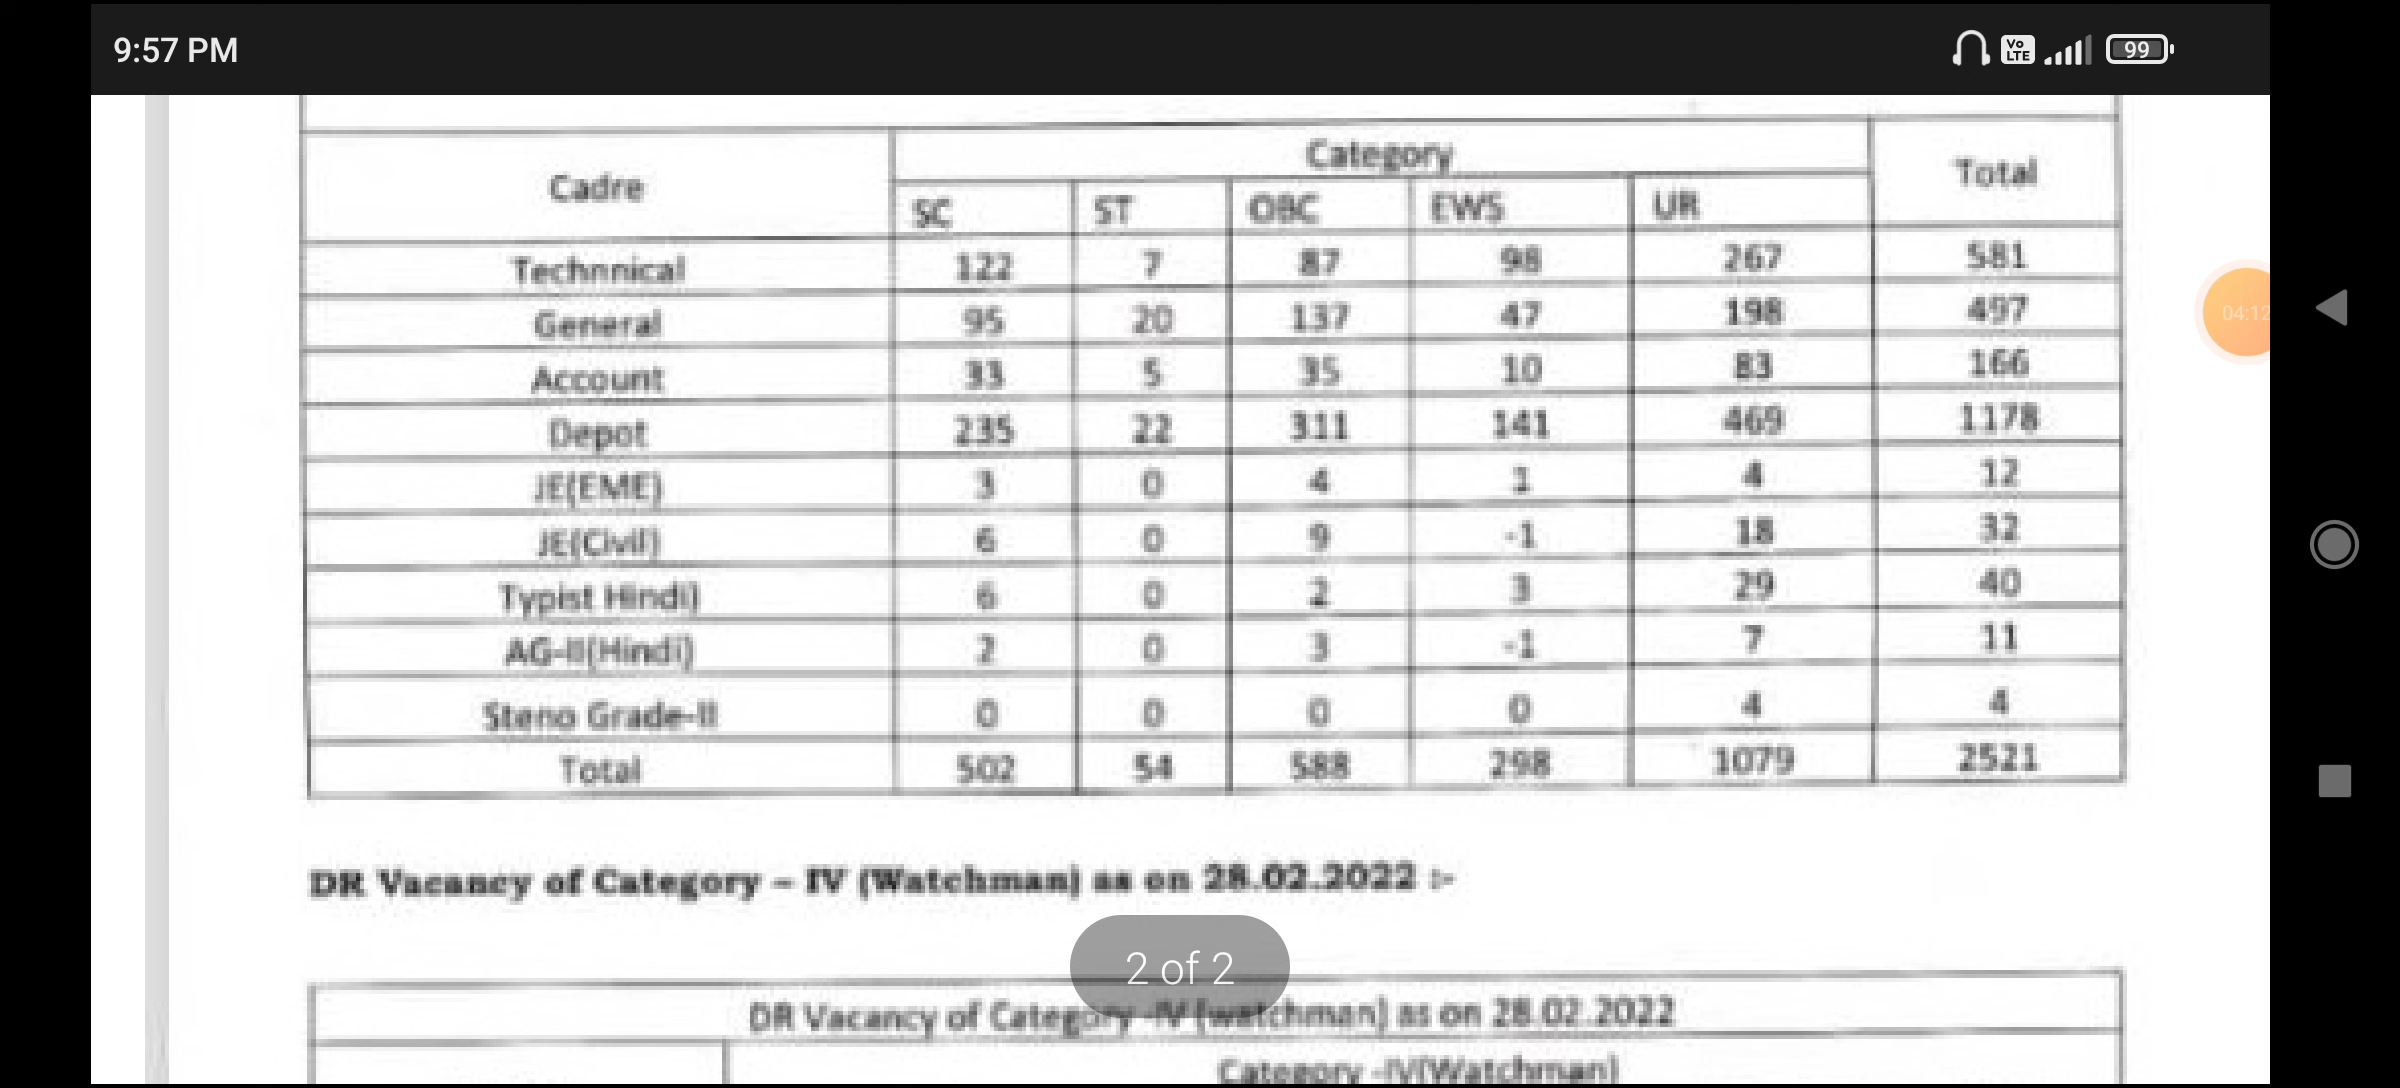 9:57 PM
Vo LTE
99
Cadre Category Total
SC ST OBC EWS UR
Technnical 122 7 87 98 267 581
General 95 20 137 47 198 497
Account 33 5 35 10 83 166
Depot 235 22 311 141 469 1178
JE(EME) 3 0 4 1 4 12
JE(Civil) 6 0 9 -1 18 32
Typist Hindi) 6 0 2 3 29 40
AG-II(Hindi) 2 0 3 -1 7 11
Steno Grade-II 0 0 0 0 4 4
Total 502 54 588 298 1079 2521
04:12
DR Vacancy of Category – IV (Watchman) as on 28.02.2022 :-
2 of 2
DR Vacancy of Category -IV (watchman) as on 28.02.2022
Category -IV(Watchman)